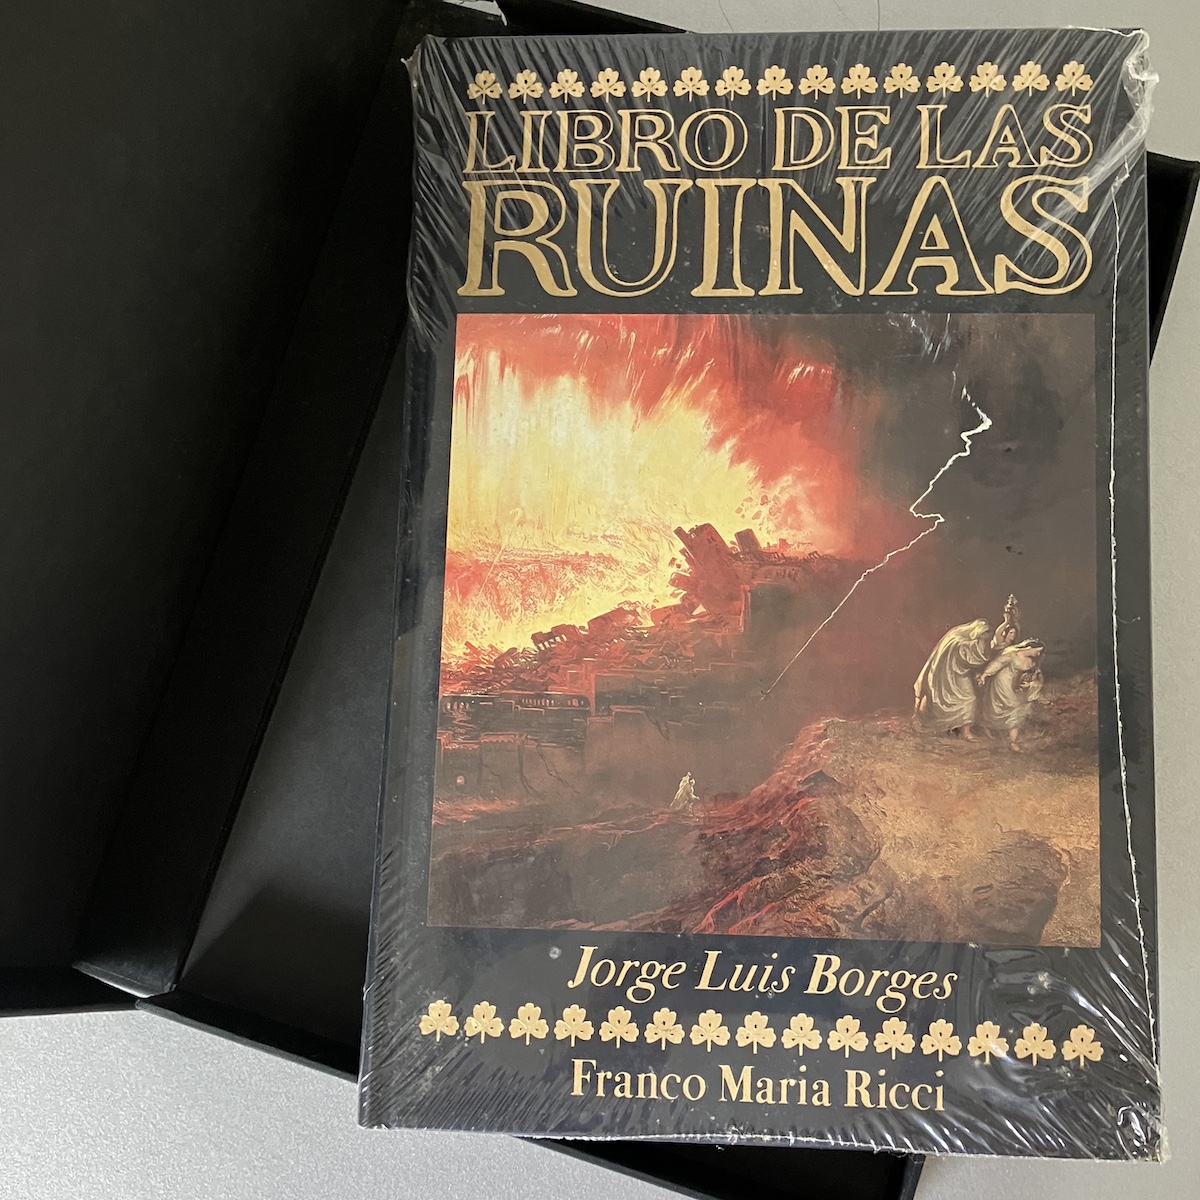 LIBRO DE LAS
RUINAS
Jorge Luis Borges
Franco Maria Ricci